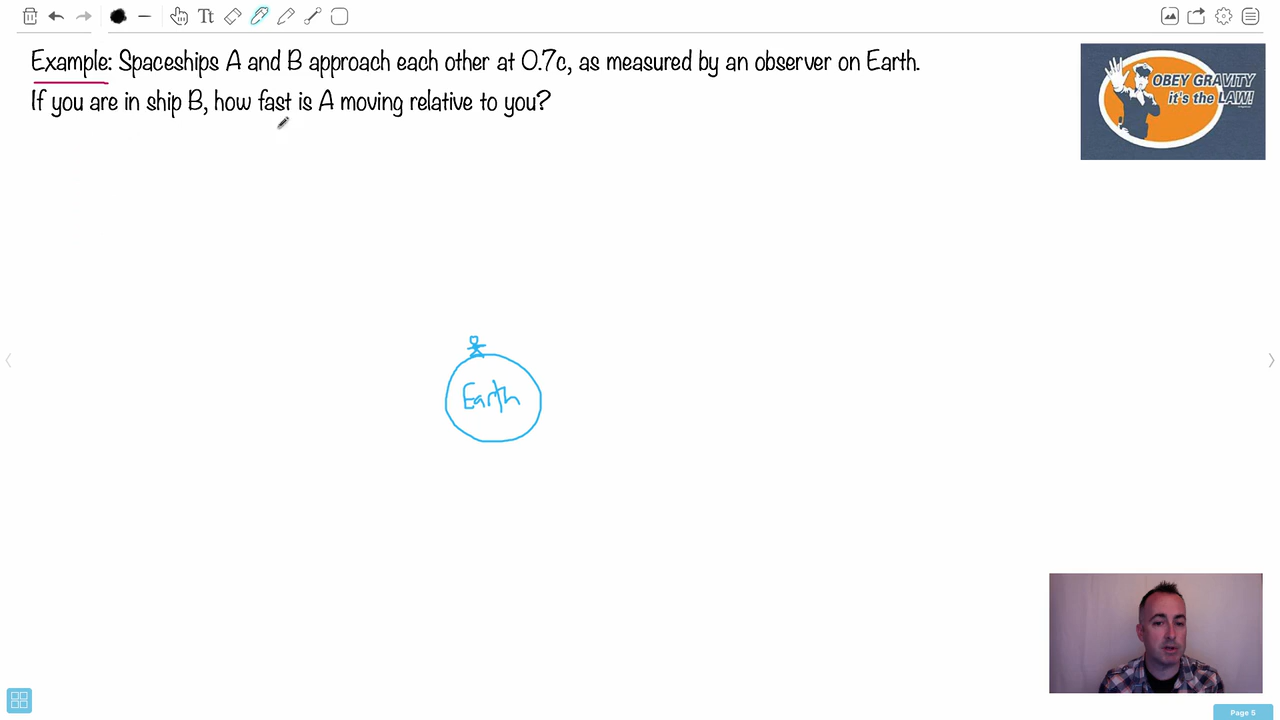 Tt
Example: Spaceships A and B approach each other at 0.7c, as measured by an observer on Earth.
If you are in ship B, how fast is A moving relative to you?
OBEY GRAVITY
it's the LAW!
Earth
Page 5